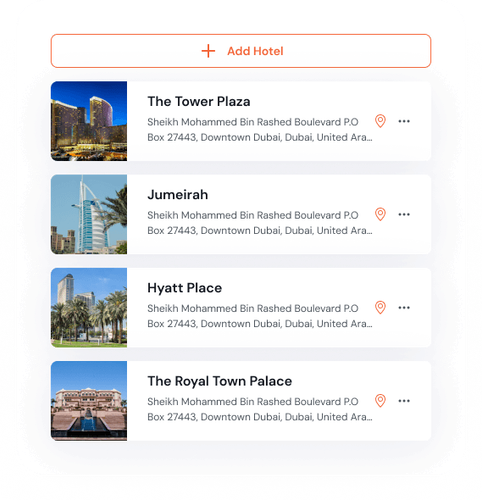 Add Hotel
The Tower Plaza
Sheikh Mohammed Bin Rashed Boulevard P.O
Box 27443, Downtown Dubai, Dubai, United Ara...
Jumeirah
Sheikh Mohammed Bin Rashed Boulevard P.O
Box 27443, Downtown Dubai, Dubai, United Ara...
Hyatt Place
Sheikh Mohammed Bin Rashed Boulevard P.O
Box 27443, Downtown Dubai, Dubai, United Ara...
The Royal Town Palace
Sheikh Mohammed Bin Rashed Boulevard P.O
Box 27443, Downtown Dubai, Dubai, United Ara...